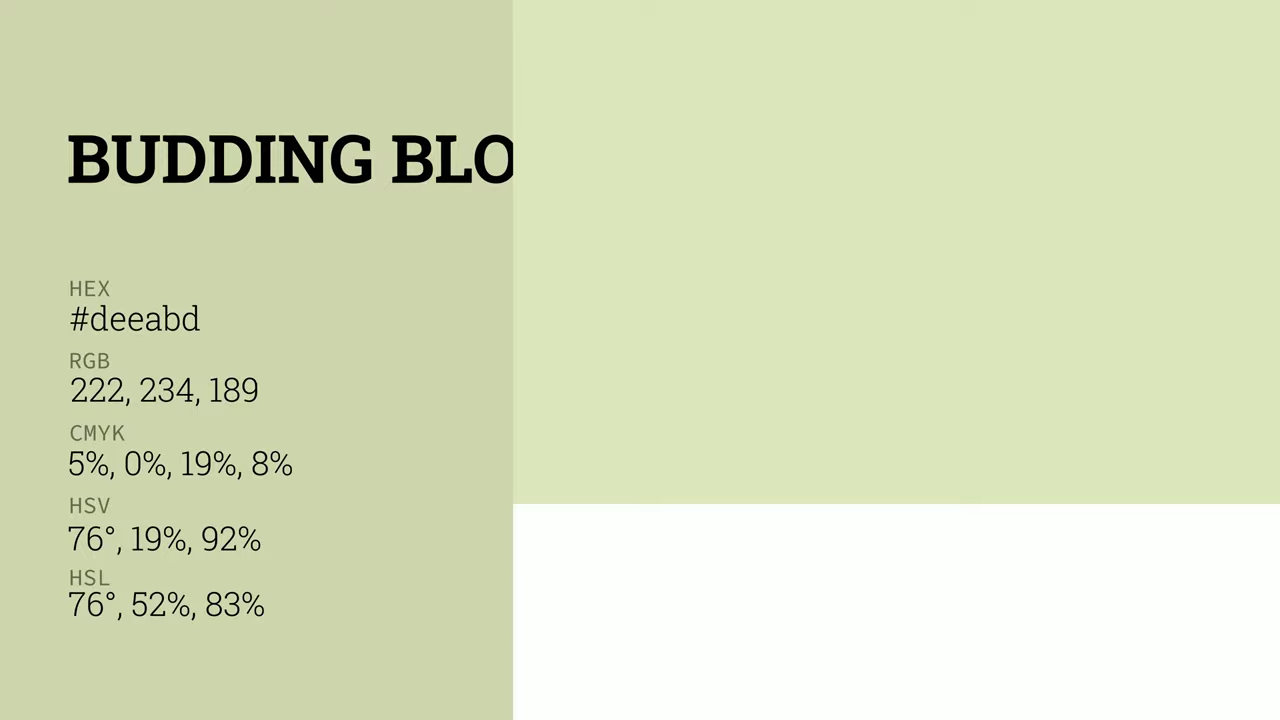 BUDDING BLO
HEX
#deeabd
RGB
222, 234, 189
CMYK
5%, 0%, 19%, 8%
HSV
76°, 19%, 92%
HSL
76°, 52%, 83%